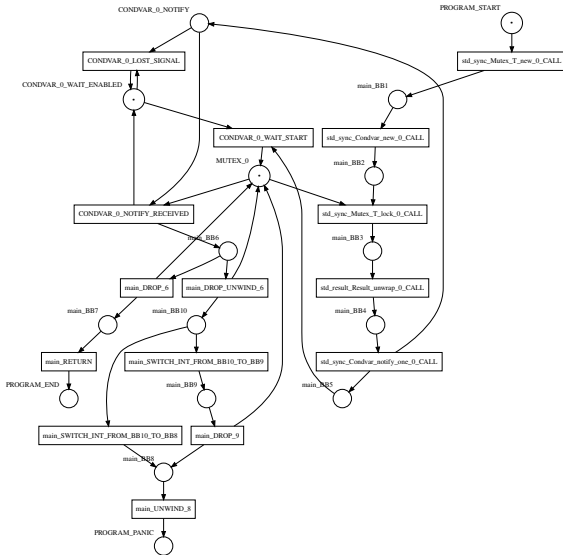 CONDVAR_0_NOTIFY
PROGRAM_START
CONDVAR_0_LOST_SIGNAL
std_sync_Mutex_T_new_0_CALL
CONDVAR_0_WAIT_ENABLED
main_BB1
CONDVAR_0_WAIT_START
std_sync_Condvar_new_0_CALL
MUTEX_0
main_BB2
CONDVAR_0_NOTIFY_RECEIVED
std_sync_Mutex_T_lock_0_CALL
main_BB6
main_BB3
main_DROP_6
main_DROP_UNWIND_6
std_result_Result_unwrap_0_CALL
main_BB7
main_BB10
main_BB4
main_RETURN
main_SWITCH_INT_FROM_BB10_TO_BB9
std_sync_Condvar_notify_one_0_CALL
PROGRAM_END
main_BB9
main_BB5
main_SWITCH_INT_FROM_BB10_TO_BB8
main_DROP_9
main_BB8
main_UNWIND_8
PROGRAM_PANIC